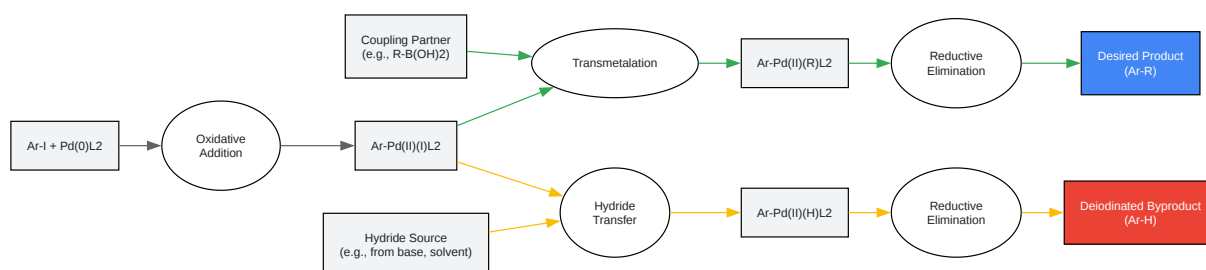 Coupling Partner
(e.g., R-B(OH)2)
Transmetalation
Ar-Pd(II)(R)L2
Reductive
Elimination
Desired Product
(Ar-R)
Ar-I + Pd(0)L2
Oxidative
Addition
Ar-Pd(II)(I)L2
Hydride Source
(e.g., from base, solvent)
Hydride
Transfer
Ar-Pd(II)(H)L2
Reductive
Elimination
Deiodinated Byproduct
(Ar-H)